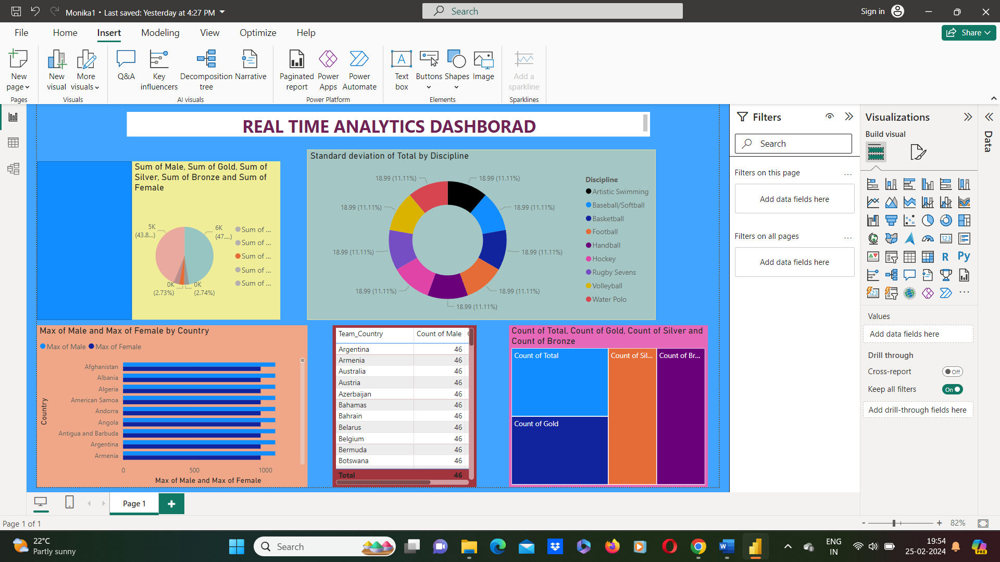 Monika1 • Last saved: Yesterday at 4:27 PM
Search
Sign in
File Home Insert Modeling View Optimize Help
Share
New page
New visual
More visuals
Q&A
Key influencers
Decomposition tree
Narrative
Paginated report
Power Apps
Power Automate
Text box
Buttons
Shapes
Image
Add a sparkline
Pages
Visuals
AI visuals
Power Platform
Elements
Sparklines
REAL TIME ANALYTICS DASHBORAD
Sum of Male, Sum of Gold, Sum of
Silver, Sum of Bronze and Sum of
Female
5K
(43.8...)
6K
(47....)
0K
(2.73%)
0K
(2.74%)
Sum of ...
Sum of ...
Sum of ...
Sum of ...
Sum of ...
Standard deviation of Total by Discipline
18.99 (11.11%)
18.99 (11.11%)
18.99 (11.11%)
18.99 (11.11%)
18.99 (11.11%)
18.99 (11.11%)
18.99 (11.11%)
18.99 (11.11%)
18.99 (11.11%)
Discipline
Artistic Swimming
Baseball/Softball
Basketball
Football
Handball
Hockey
Rugby Sevens
Volleyball
Water Polo
Max of Male and Max of Female by Country
Max of Male Max of Female
Country
Afghanistan
Albania
Algeria
American Samoa
Andorra
Angola
Antigua and Barbuda
Argentina
Armenia
0 500 1000
Max of Male and Max of Female
Team_Country Count of Male
Argentina 46
Armenia 46
Australia 46
Austria 46
Azerbaijan 46
Bahamas 46
Bahrain 46
Belarus 46
Belgium 46
Bermuda 46
Botswana 46
Total 46
Count of Total, Count of Gold, Count of Silver and
Count of Bronze
Count of Total
Count of Sil...
Count of Br...
Count of Gold
Filters
Search
Filters on this page ...
Add data fields here
Filters on all pages ...
Add data fields here
Visualizations
Build visual
123
R
Py
123
...
Values
Add data fields here
Drill through
Cross-report Off
Keep all filters On
Add drill-through fields here
Data
Page 1
+
Page 1 of 1
- + 82%
22°C
Partly sunny
Search
ENG
IN
19:54
25-02-2024
PRE